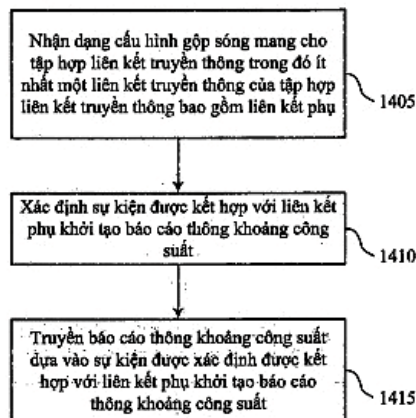 Nhận dạng cấu hình gộp sóng mang cho
tập hợp liên kết truyền thông trong đó ít
nhất một liên kết truyền thông của tập hợp
liên kết truyền thông bao gồm liên kết phụ
1405
Xác định sự kiện được kết hợp với liên kết
phụ khởi tạo báo cáo thông khoảng công
suất
1410
Truyền báo cáo thông khoảng công suất
dựa vào sự kiện được xác định được kết
hợp với liên kết phụ khởi tạo báo cáo
thông khoảng công suất
1415